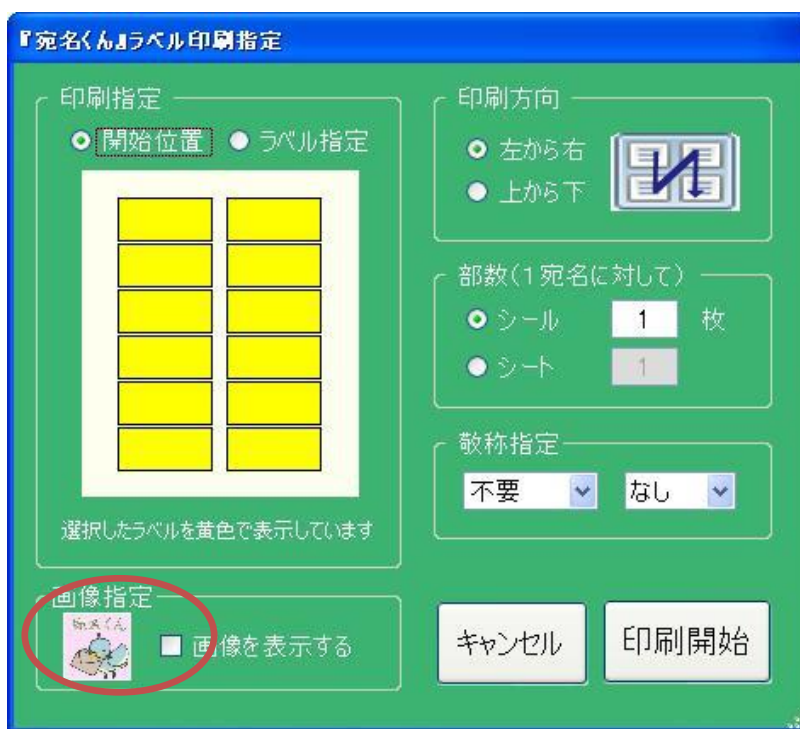 『宛名くん』ラベル印刷指定
印刷指定
開始位置 ラベル指定
選択したラベルを黄色で表示しています
印刷方向
左から右
上から下
部数(1宛名に対して)
シール 1 枚
シート 1
敬称指定
不要 なし
画像指定
宛名くん
画像を表示する
キャンセル 印刷開始